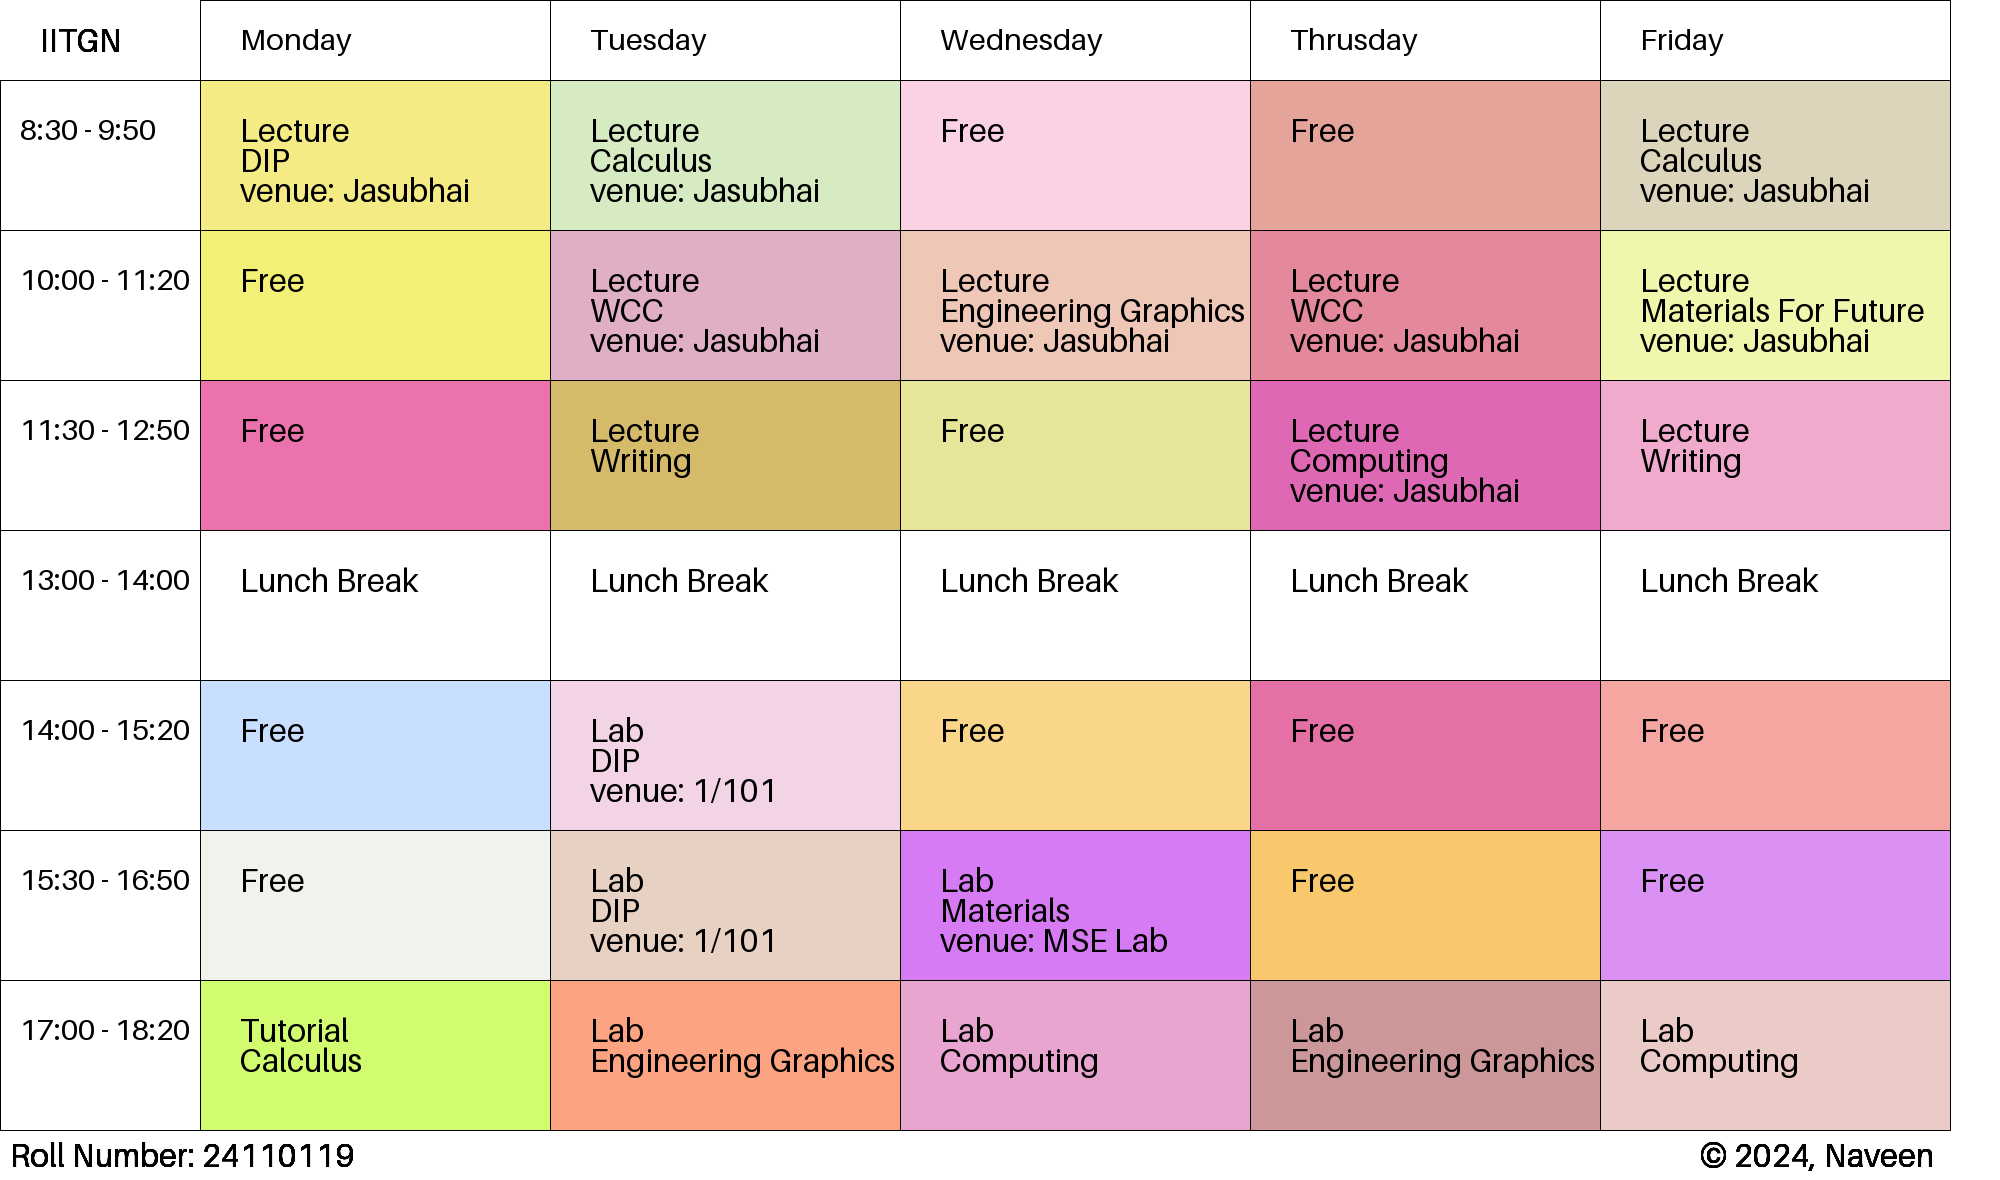 IITGN Monday Tuesday Wednesday Thrusday Friday
8:30 - 9:50
Lecture
DIP
venue: Jasubhai
Lecture
Calculus
venue: Jasubhai
Free
Free
Lecture
Calculus
venue: Jasubhai
10:00 - 11:20
Free
Lecture
WCC
venue: Jasubhai
Lecture
Engineering Graphics
venue: Jasubhai
Lecture
WCC
venue: Jasubhai
Lecture
Materials For Future
venue: Jasubhai
11:30 - 12:50
Free
Lecture
Writing
Free
Lecture
Computing
venue: Jasubhai
Lecture
Writing
13:00 - 14:00
Lunch Break
Lunch Break
Lunch Break
Lunch Break
Lunch Break
14:00 - 15:20
Free
Lab
DIP
venue: 1/101
Free
Free
Free
15:30 - 16:50
Free
Lab
DIP
venue: 1/101
Lab
Materials
venue: MSE Lab
Free
Free
17:00 - 18:20
Tutorial
Calculus
Lab
Engineering Graphics
Lab
Computing
Lab
Engineering Graphics
Lab
Computing
Roll Number: 24110119
© 2024, Naveen